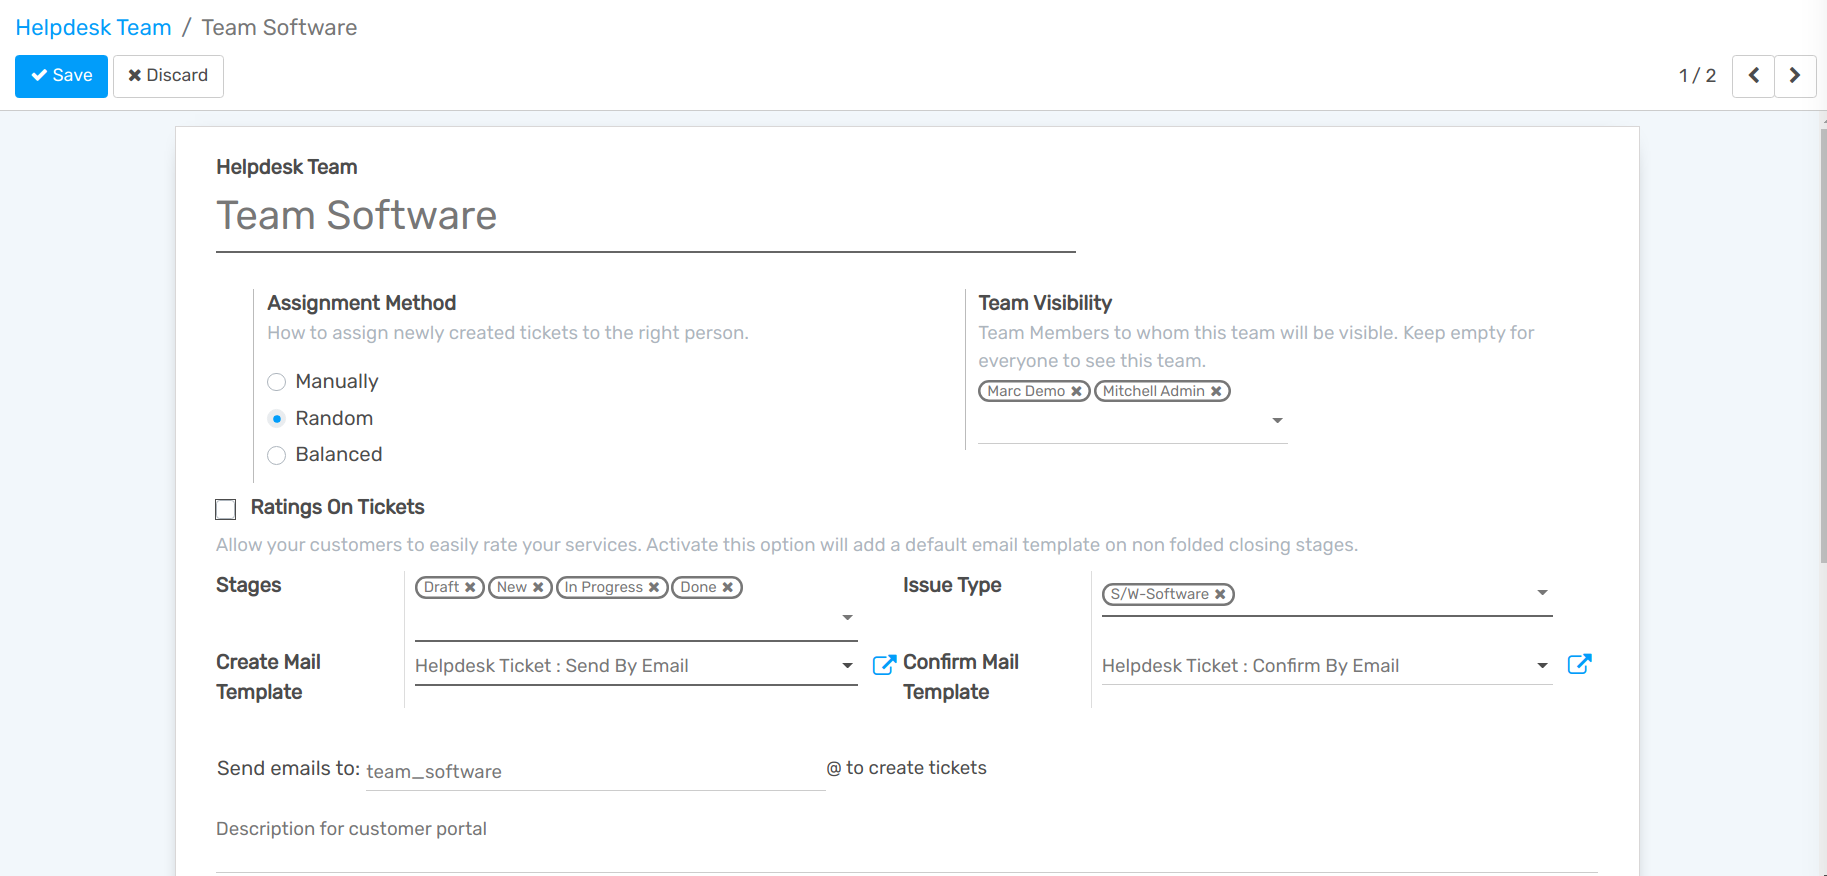 Helpdesk Team / Team Software
Save Discard
1 / 2
Helpdesk Team
Team Software
Assignment Method
How to assign newly created tickets to the right person.
Manually
Random
Balanced
Team Visibility
Team Members to whom this team will be visible. Keep empty for
everyone to see this team.
Marc Demo Mitchell Admin
Ratings On Tickets
Allow your customers to easily rate your services. Activate this option will add a default email template on non folded closing stages.
Stages
Draft New In Progress Done
Issue Type
S/W-Software
Create Mail
Template
Helpdesk Ticket : Send By Email
Confirm Mail
Template
Helpdesk Ticket : Confirm By Email
Send emails to: team_software @ to create tickets
Description for customer portal